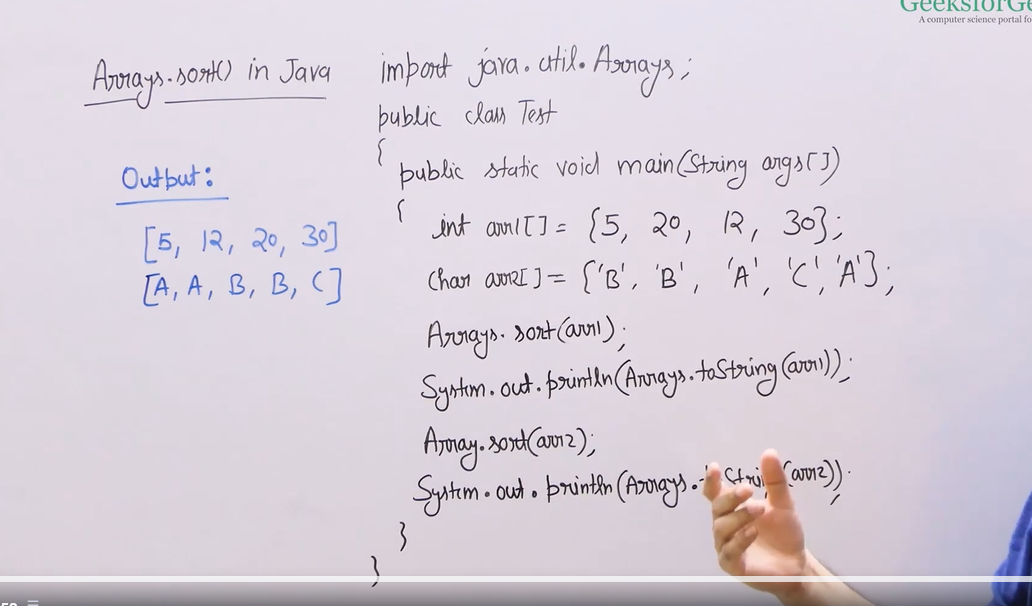 GeeksforGe
A computer science portal fo
Arrays.sort() in Java
Output:
[5, 12, 20, 30]
[A, A, B, B, C]
import java.util.Arrays;
public class Test
{
public static void main(String args[])
{
int arr1[] = {5, 20, 12, 30};
char arr2[] = {'B', 'B', 'A', 'C', 'A'};
Arrays.sort(arr1);
System.out.println(Arrays.toString(arr1));
Array.sort(arr2);
System.out.println(Arrays.t String(arr2));
}
}